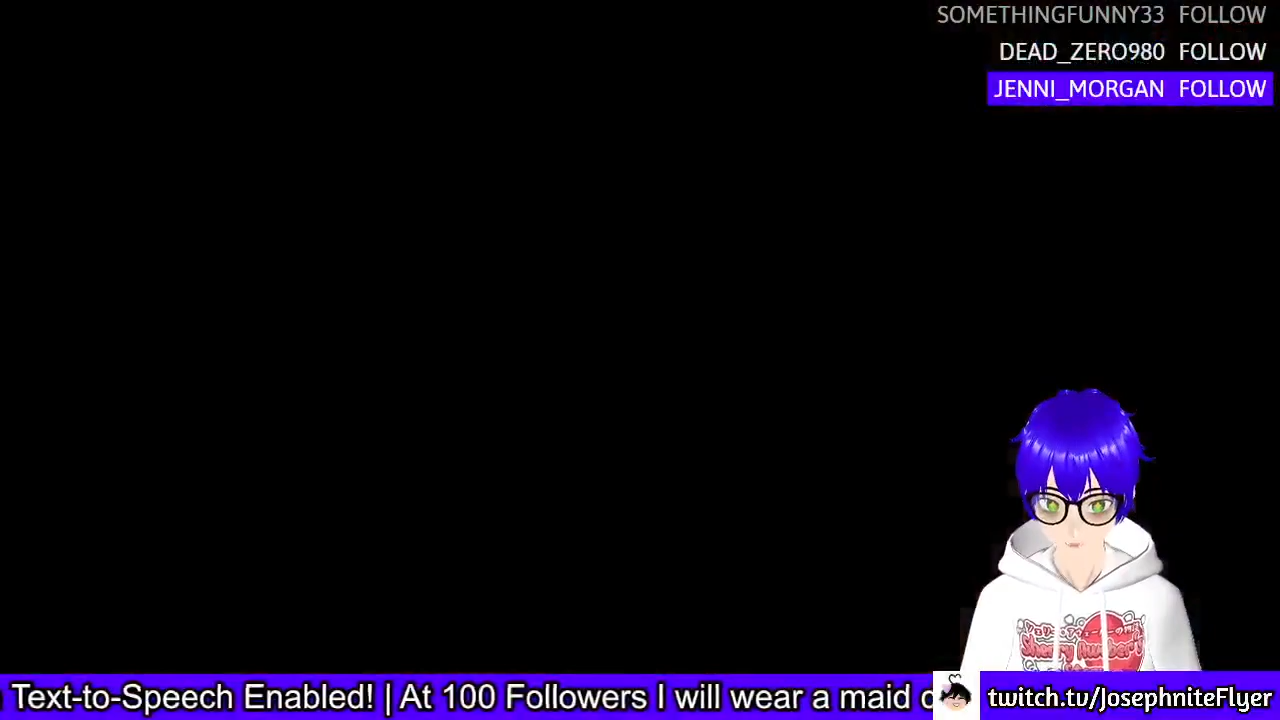 SOMETHINGFUNNY33 FOLLOW
DEAD_ZERO980 FOLLOW
JENNI_MORGAN FOLLOW
Text-to-Speech Enabled! | At 100 Followers I will wear a maid
twitch.tv/JosephniteFlyer